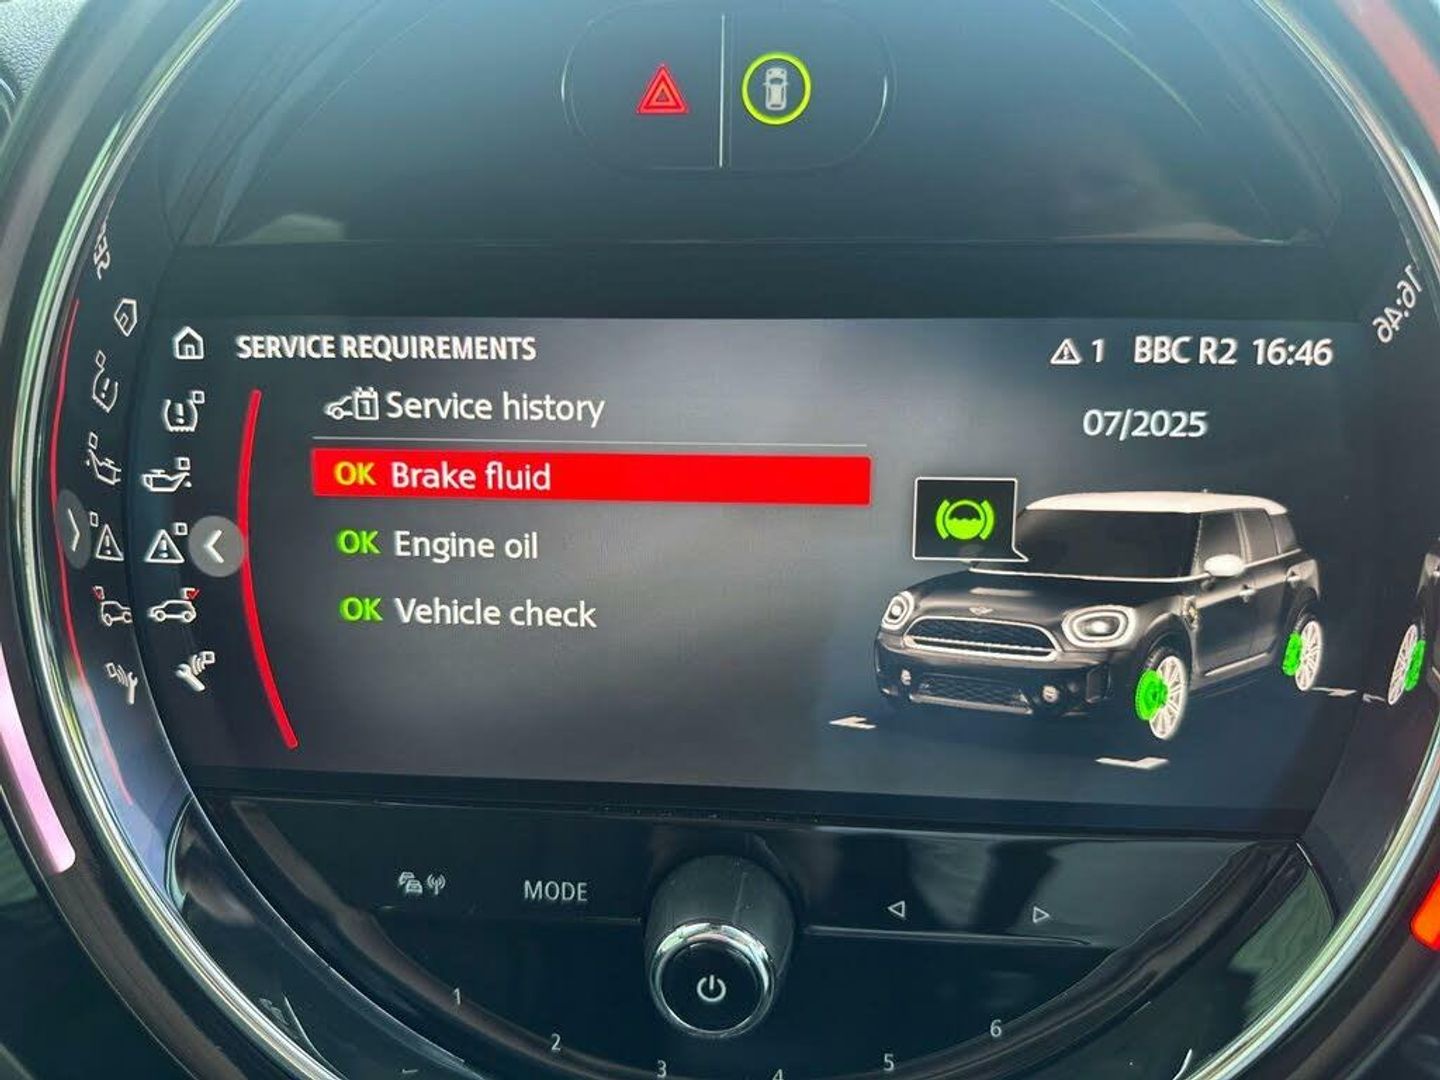 SERVICE REQUIREMENTS
1 BBC R2 16:46
16:46
1 Service history
07/2025
OK Brake fluid
OK Engine oil
OK Vehicle check
MODE
1
2
3
4
5
6